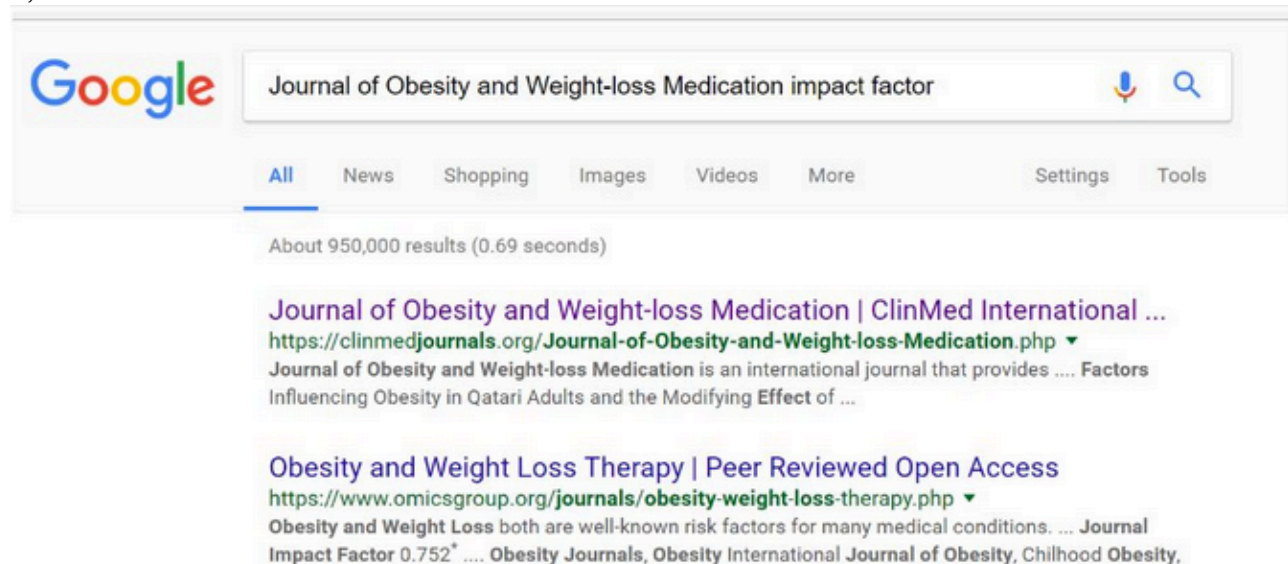 Google
Journal of Obesity and Weight-loss Medication impact factor
All News Shopping Images Videos More Settings Tools
About 950,000 results (0.69 seconds)
Journal of Obesity and Weight-loss Medication | ClinMed International ...
https://clinmedjournals.org/Journal-of-Obesity-and-Weight-loss-Medication.php
Journal of Obesity and Weight-loss Medication is an international journal that provides .... Factors
Influencing Obesity in Qatari Adults and the Modifying Effect of ...
Obesity and Weight Loss Therapy | Peer Reviewed Open Access
https://www.omicsgroup.org/journals/obesity-weight-loss-therapy.php
Obesity and Weight Loss both are well-known risk factors for many medical conditions. ... Journal
Impact Factor 0.752* .... Obesity Journals, Obesity International Journal of Obesity, Chilhood Obesity,